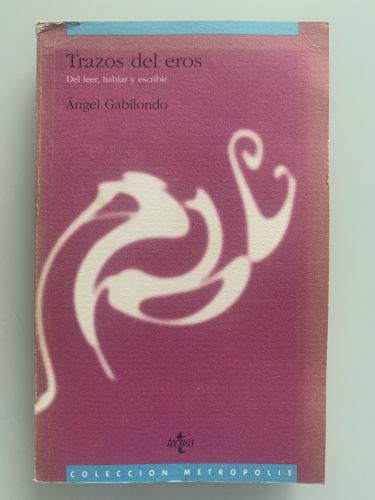 Trazos del eros
Del leer, hablar y escribir
Ángel Gabilondo
tecnos
COLECCION METROPOLIS